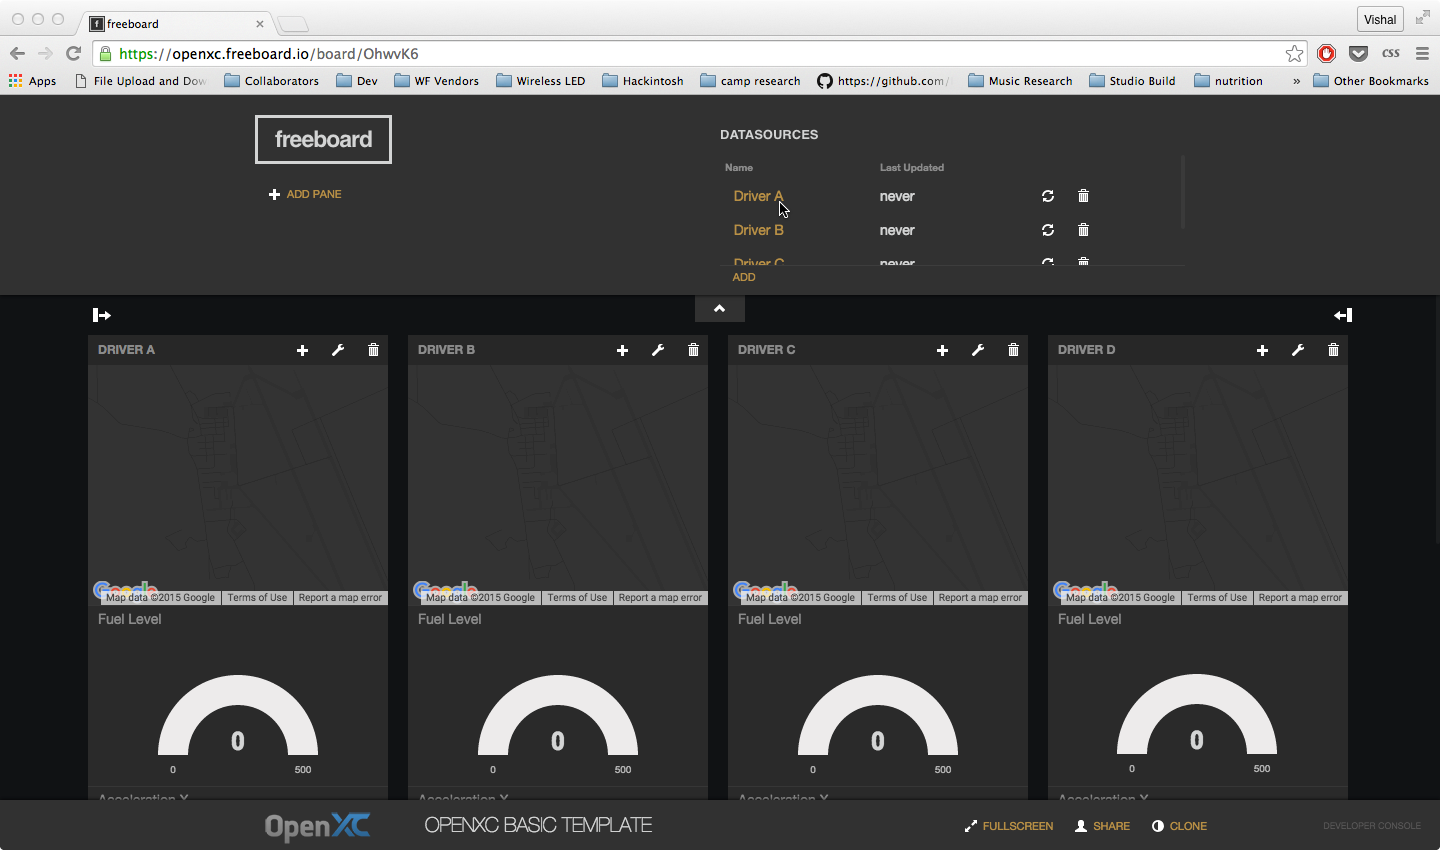 freeboard
Vishal
https://openxc.freeboard.io/board/OhwvK6
css
Apps
File Upload and Dow
Collaborators
Dev
WF Vendors
Wireless LED
Hackintosh
camp research
https://github.com/
Music Research
Studio Build
nutrition
»
Other Bookmarks
freeboard
ADD PANE
DATASOURCES
Name Last Updated
Driver A never
Driver B never
Driver C never
ADD
DRIVER A
DRIVER B
DRIVER C
DRIVER D
Google
Map data ©2015 Google Terms of Use Report a map error
Google
Map data ©2015 Google Terms of Use Report a map error
Google
Map data ©2015 Google Terms of Use Report a map error
Google
Map data ©2015 Google Terms of Use Report a map error
Fuel Level
Fuel Level
Fuel Level
Fuel Level
0
0
0
0
0 500
0 500
0 500
0 500
Acceleration X
Acceleration X
Acceleration X
Acceleration X
OpenXC
OPENXC BASIC TEMPLATE
FULLSCREEN
SHARE
CLONE
DEVELOPER CONSOLE